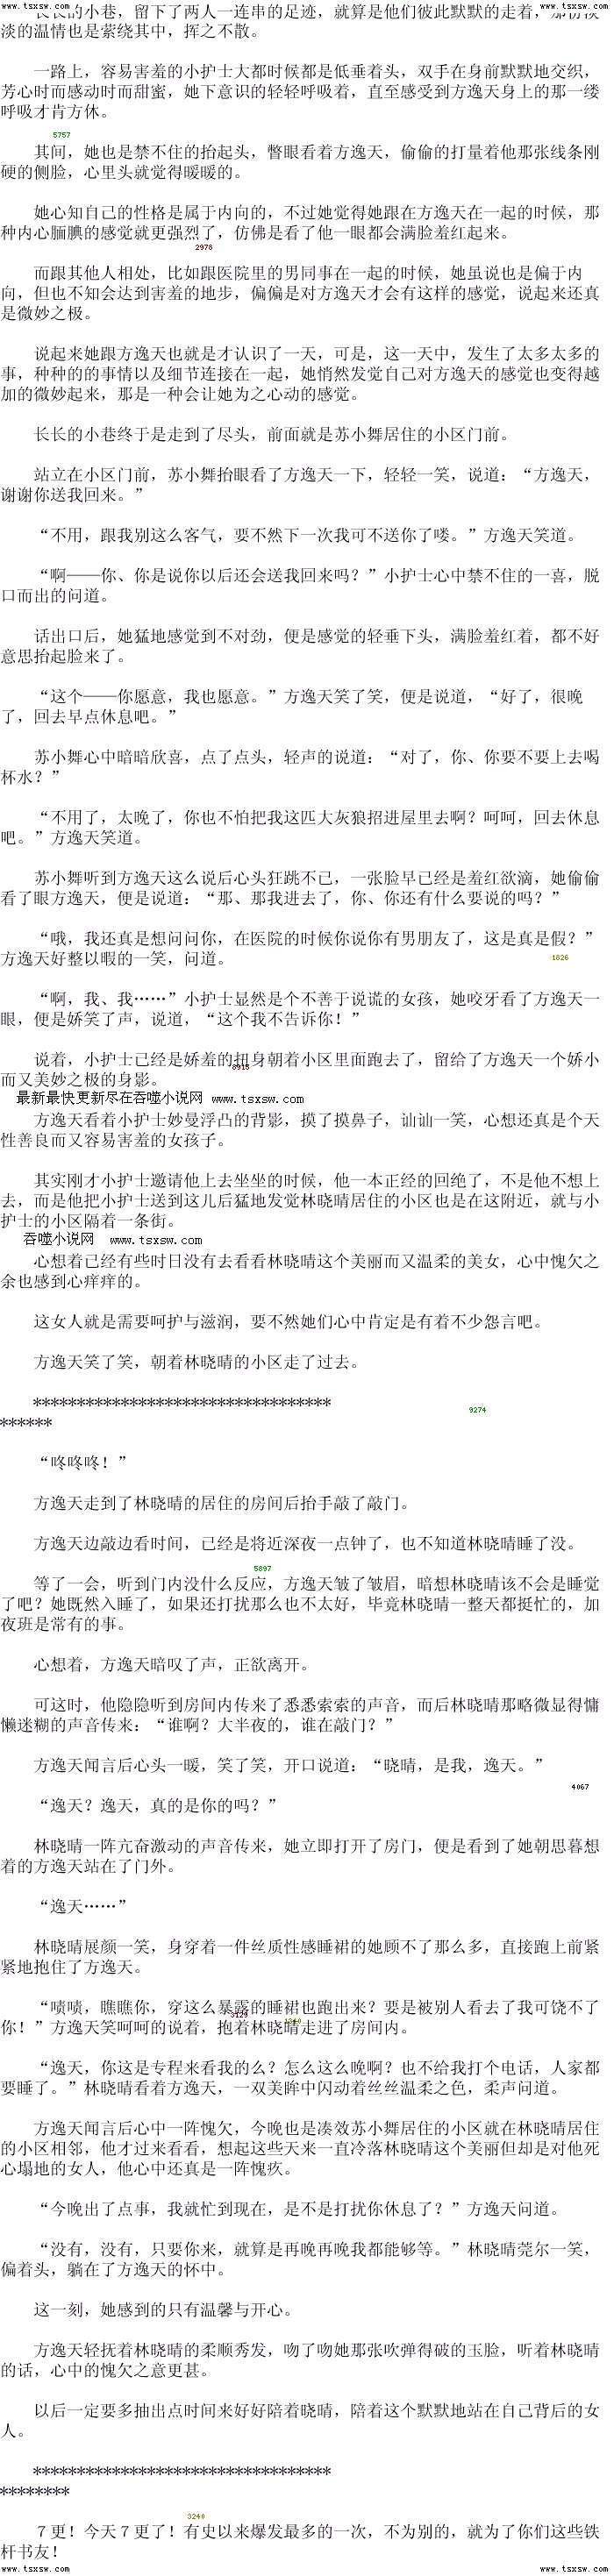 www.tsxsw.com www.tsxsw.com
长长的小巷，留下了两人一连串的足迹，就算是他们彼此默默的走着，那份淡
淡的温情也是萦绕其中，挥之不散。
一路上，容易害羞的小护士大都时候都是低垂着头，双手在身前默默地交织，
芳心时而感动时而甜蜜，她下意识的轻轻呼吸着，直至感受到方逸天身上的那一缕
呼吸才肯方休。
5757
其间，她也是禁不住的抬起头，瞥眼看着方逸天，偷偷的打量着他那张线条刚
硬的侧脸，心里头就觉得暖暖的。
她心知自己的性格是属于内向的，不过她觉得她跟在方逸天在一起的时候，那
种内心腼腆的感觉就更强烈了，仿佛是看了他一眼都会满脸羞红起来。
2978
而跟其他人相处，比如跟医院里的男同事在一起的时候，她虽说也是偏于内
向，但也不知会达到害羞的地步，偏偏是对方逸天才会有这样的感觉，说起来还真
是微妙之极。
说起来她跟方逸天也就是才认识了一天，可是，这一天中，发生了太多太多的
事，种种的的事情以及细节连接在一起，她悄然发觉自己对方逸天的感觉也变得越
加的微妙起来，那是一种会让她为之心动的感觉。
长长的小巷终于是走到了尽头，前面就是苏小舞居住的小区门前。
站立在小区门前，苏小舞抬眼看了方逸天一下，轻轻一笑，说道：“方逸天，
谢谢你送我回来。”
“不用，跟我别这么客气，要不然下一次我可不送你了喽。”方逸天笑道。
“啊——你、你是说你以后还会送我回来吗？”小护士心中禁不住的一喜，脱
口而出的问道。
话出口后，她猛地感觉到不对劲，便是感觉的轻垂下头，满脸羞红着，都不好
意思抬起脸来了。
“这个——你愿意，我也愿意。”方逸天笑了笑，便是说道，“好了，很晚
了，回去早点休息吧。”
苏小舞心中暗暗欣喜，点了点头，轻声的说道：“对了，你、你要不要上去喝
杯水？”
“不用了，太晚了，你也不怕把我这匹大灰狼招进屋里去啊？呵呵，回去休息
吧。”方逸天笑道。
苏小舞听到方逸天这么说后心头狂跳不已，一张脸早已经是羞红欲滴，她偷偷
看了眼方逸天，便是说道：“那、那我进去了，你、你还有什么要说的吗？”
“哦，我还真是想问问你，在医院的时候你说你有男朋友了，这是真是假？”
方逸天好整以暇的一笑，问道。
1826
“啊，我、我……”小护士显然是个不善于说谎的女孩，她咬牙看了方逸天一
眼，便是娇笑了声，说道，“这个我不告诉你！”
说着，小护士已经是娇羞的扭身朝着小区里面跑去了，留给了方逸天一个娇小
8915
而又美妙之极的身影。
最新最快更新尽在吞噬小说网 www.tsxsw.com
方逸天看着小护士妙曼浮凸的背影，摸了摸鼻子，讪讪一笑，心想还真是个天
性善良而又容易害羞的女孩子。
其实刚才小护士邀请他上去坐坐的时候，他一本正经的回绝了，不是他不想上
去，而是他把小护士送到这儿后猛地发觉林晓晴居住的小区也是在这附近，就与小
护士的小区隔着一条街。
吞噬小说网 www.tsxsw.com
心想着已经有些时日没有去看看林晓晴这个美丽而又温柔的美女，心中愧欠之
余也感到心痒痒的。
这女人就是需要呵护与滋润，要不然她们心中肯定是有着不少怨言吧。
方逸天笑了笑，朝着林晓晴的小区走了过去。
**********************************
9274
******
“咚咚咚！”
方逸天走到了林晓晴的居住的房间后抬手敲了敲门。
方逸天边敲边看时间，已经是将近深夜一点钟了，也不知道林晓晴睡了没。
5897
等了一会，听到门内没什么反应，方逸天皱了皱眉，暗想林晓晴该不会是睡觉
了吧？她既然入睡了，如果还打扰那么也不太好，毕竟林晓晴一整天都挺忙的，加
夜班是常有的事。
心想着，方逸天暗叹了声，正欲离开。
可这时，他隐隐听到房间内传来了悉悉索索的声音，而后林晓晴那略微显得慵
懒迷糊的声音传来：“谁啊？大半夜的，谁在敲门？”
方逸天闻言后心头一暖，笑了笑，开口说道：“晓晴，是我，逸天。”
4067
“逸天？逸天，真的是你的吗？”
林晓晴一阵亢奋激动的声音传来，她立即打开了房门，便是看到了她朝思暮想
着的方逸天站在了门外。
“逸天……”
林晓晴展颜一笑，身穿着一件丝质性感睡裙的她顾不了那么多，直接跑上前紧
紧地抱住了方逸天。
“啧啧，瞧瞧你，穿这么暴露的睡裙也跑出来？要是被别人看去了我可饶不了
你！”方逸天笑呵呵的说着，抱着林晓晴走进了房间内。
“逸天，你这是专程来看我的么？怎么这么晚啊？也不给我打个电话，人家都
要睡了。”林晓晴看着方逸天，一双美眸中闪动着丝丝温柔之色，柔声问道。
方逸天闻言后心中一阵愧欠，今晚也是凑效苏小舞居住的小区就在林晓晴居住
的小区相邻，他才过来看看，想起这些天来一直冷落林晓晴这个美丽但却是对他死
心塌地的女人，他心中还真是一阵愧疚。
“今晚出了点事，我就忙到现在，是不是打扰你休息了？”方逸天问道。
“没有，没有，只要你来，就算是再晚再晚我都能够等。”林晓晴莞尔一笑，
偏着头，躺在了方逸天的怀中。
这一刻，她感到的只有温馨与开心。
方逸天轻抚着林晓晴的柔顺秀发，吻了吻她那张吹弹得破的玉脸，听着林晓晴
的话，心中的愧欠之意更甚。
以后一定要多抽出点时间来好好陪着晓晴，陪着这个默默地站在自己背后的女
人。
**********************************
********
3240
７更！今天７更了！有史以来爆发最多的一次，不为别的，就为了你们这些铁
杆书友！
www.tsxsw.com www.tsxsw.com